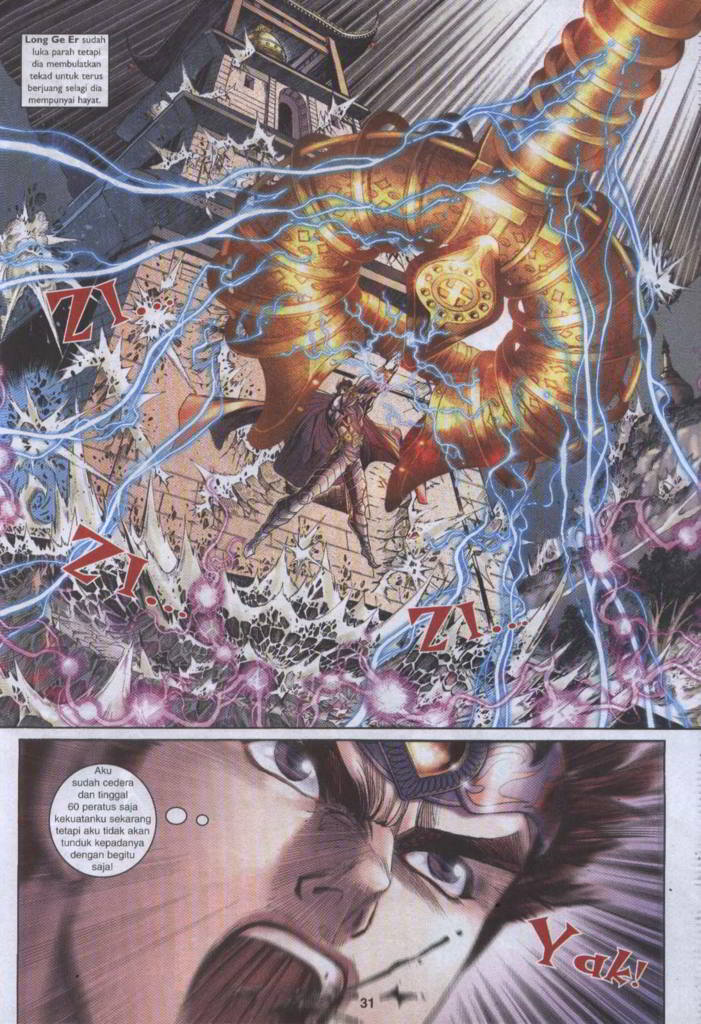 Long Ge Er sudah
luka parah tetapi
dia membulatkan
tekad untuk terus
berjuang selagi dia
mempunyai hayat.
ZI...
ZI...
ZI...
Aku
sudah cedera
dan tinggal
60 peratus saja
kekuatanku sekarang
tetapi aku tidak akan
tunduk kepadanya
dengan begitu
saja!
Yak!
31